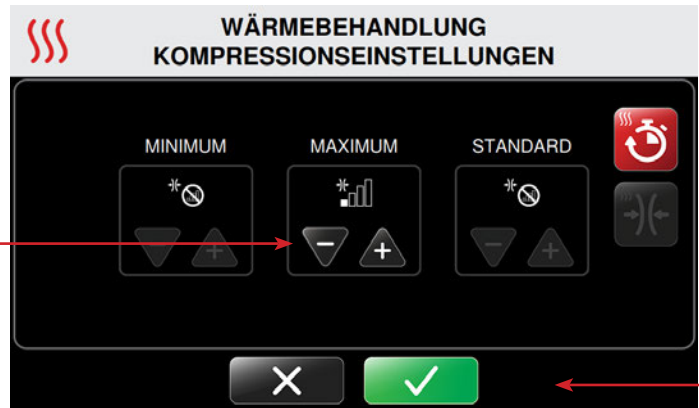 WÄRMEBEHANDLUNG
KOMPRESSIONSEINSTELLUNGEN
MINIMUM MAXIMUM STANDARD